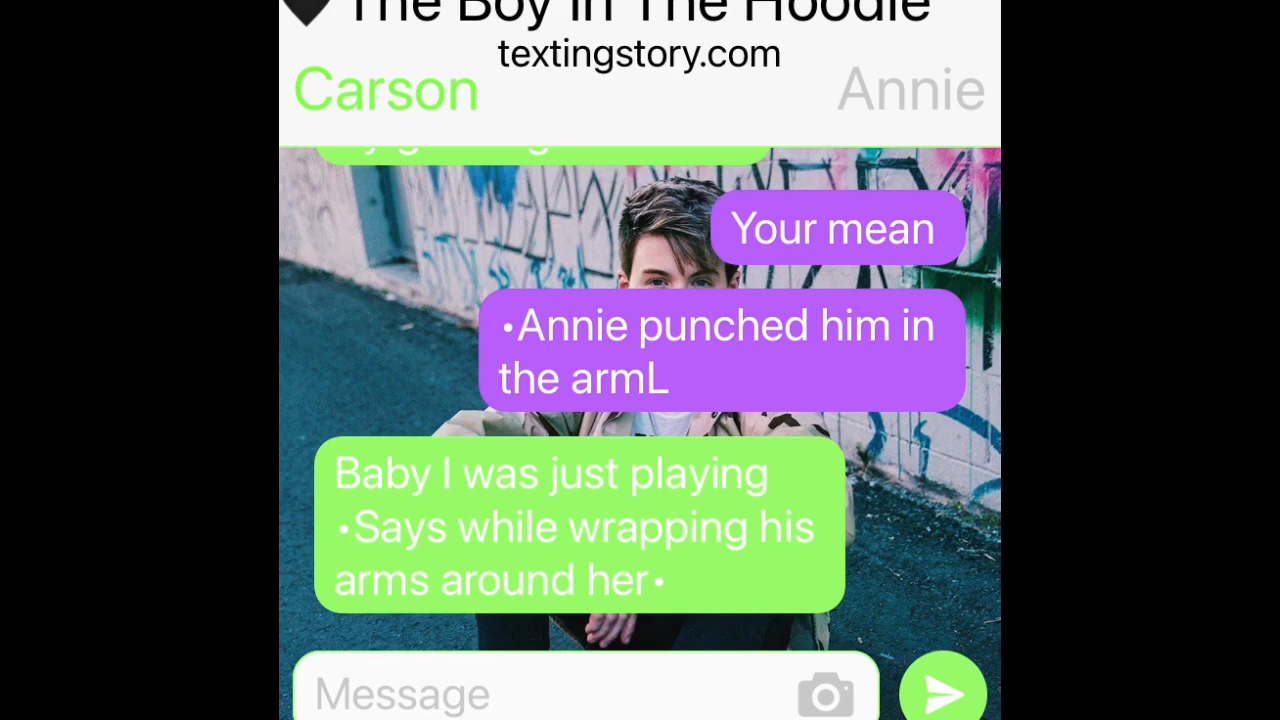 The Boy In The Hoodie
textingstory.com
Carson
Annie
Your mean
•Annie punched him in
the armL
Baby I was just playing
•Says while wrapping his
arms around her•
Message